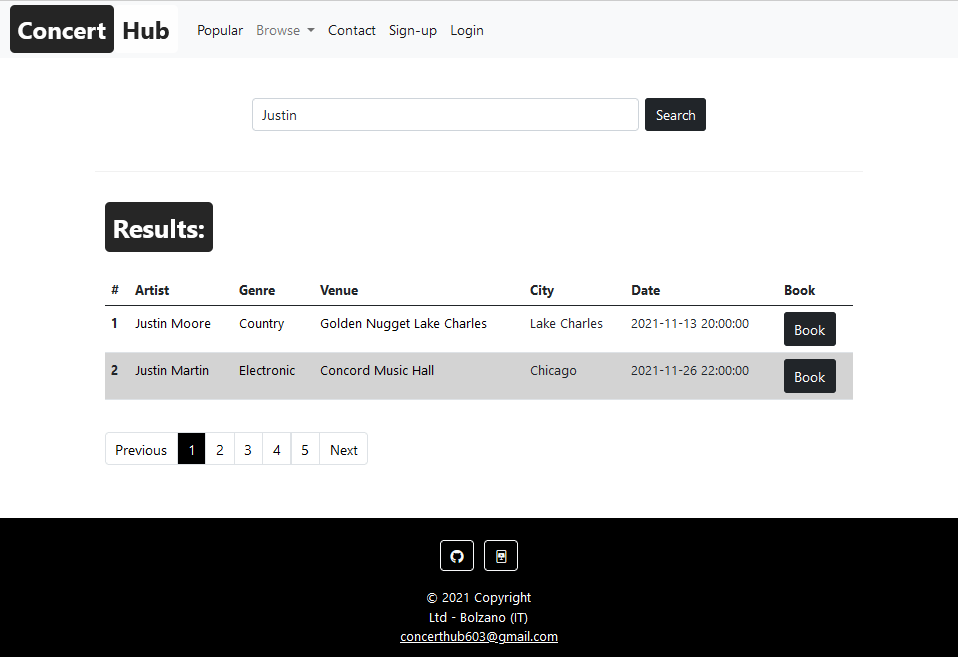 Concert Hub Popular Browse Contact Sign-up Login
Justin Search
Results:
# Artist Genre Venue City Date Book
1 Justin Moore Country Golden Nugget Lake Charles Lake Charles 2021-11-13 20:00:00 Book
2 Justin Martin Electronic Concord Music Hall Chicago 2021-11-26 22:00:00 Book
Previous 1 2 3 4 5 Next
© 2021 Copyright
Ltd - Bolzano (IT)
concerthub603@gmail.com